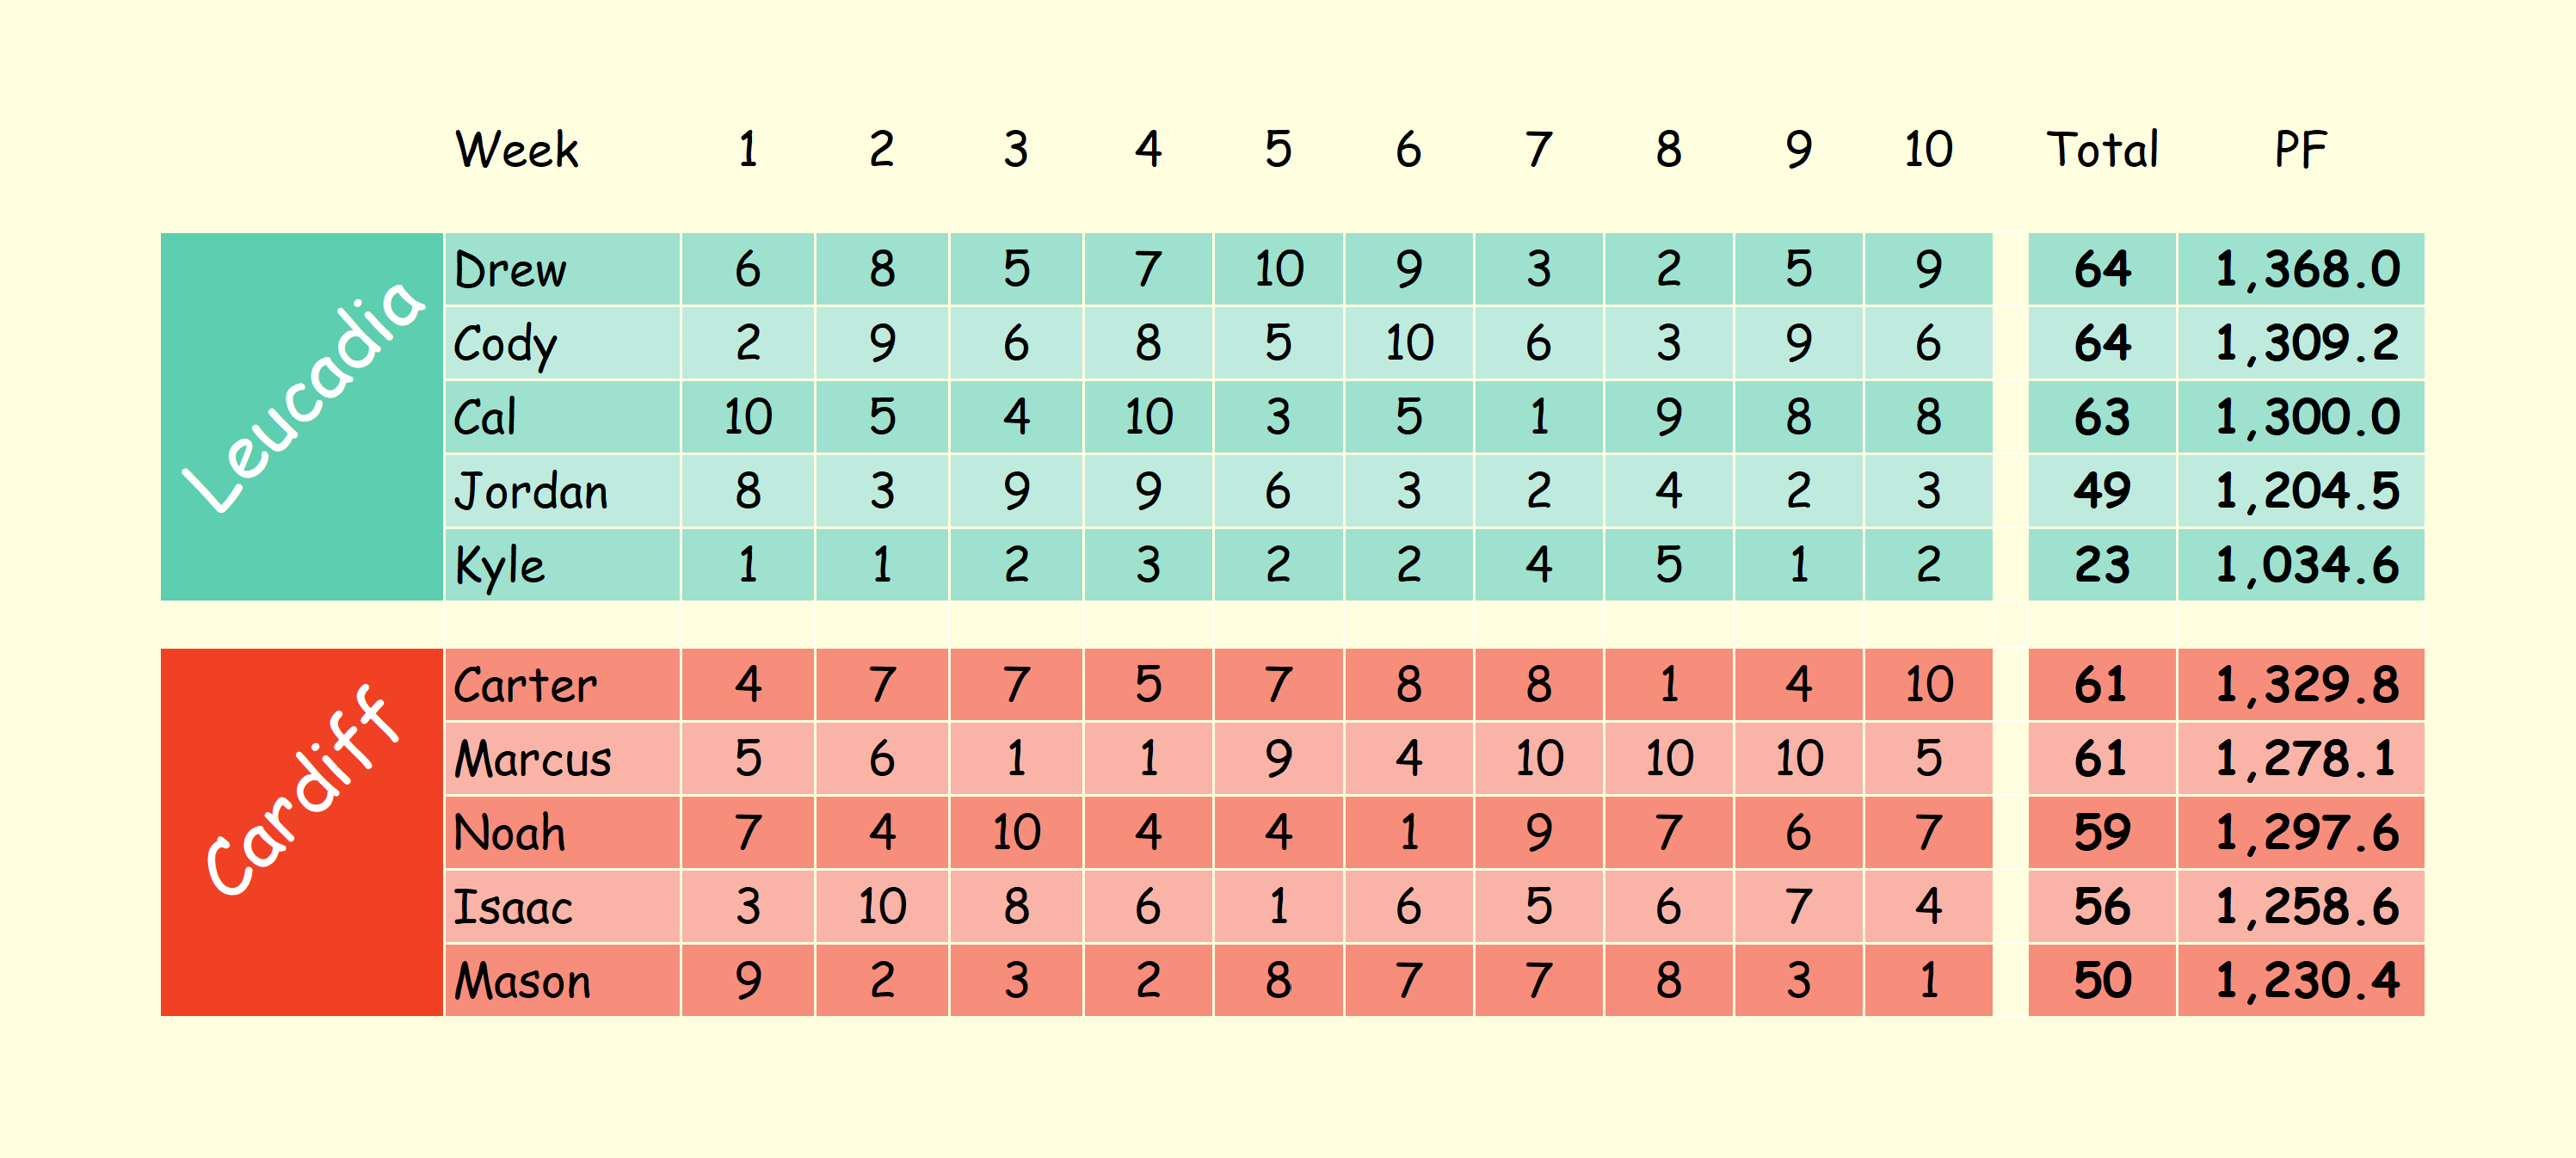 Week 1 2 3 4 5 6 7 8 9 10 Total PF
Leucadia
Drew 6 8 5 7 10 9 3 2 5 9 64 1,368.0
Cody 2 9 6 8 5 10 6 3 9 6 64 1,309.2
Cal 10 5 4 10 3 5 1 9 8 8 63 1,300.0
Jordan 8 3 9 9 6 3 2 4 2 3 49 1,204.5
Kyle 1 1 2 3 2 2 4 5 1 2 23 1,034.6
Cardiff
Carter 4 7 7 5 7 8 8 1 4 10 61 1,329.8
Marcus 5 6 1 1 9 4 10 10 10 5 61 1,278.1
Noah 7 4 10 4 4 1 9 7 6 7 59 1,297.6
Isaac 3 10 8 6 1 6 5 6 7 4 56 1,258.6
Mason 9 2 3 2 8 7 7 8 3 1 50 1,230.4